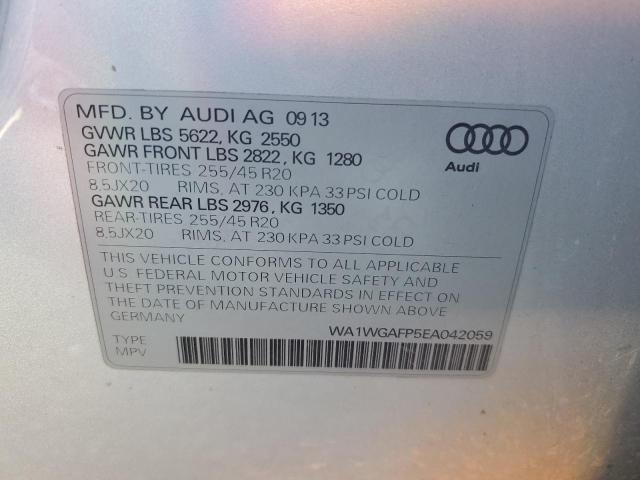 MFD. BY AUDI AG 09 13
GVWR LBS 5622, KG 2550
GAWR FRONT LBS 2822, KG 1280
FRONT-TIRES 255/45 R20
8,5JX20 RIMS, AT 230 KPA 33 PSI COLD
GAWR REAR LBS 2976, KG 1350
REAR-TIRES 255/45 R20
8,5JX20 RIMS, AT 230 KPA 33 PSI COLD
Audi
THIS VEHICLE CONFORMS TO ALL APPLICABLE
U.S. FEDERAL MOTOR VEHICLE SAFETY AND
THEFT PREVENTION STANDARDS IN EFFECT ON
THE DATE OF MANUFACTURE SHOWN ABOVE
GERMANY
WA1WGAFP5EA042059
TYPE
MPV